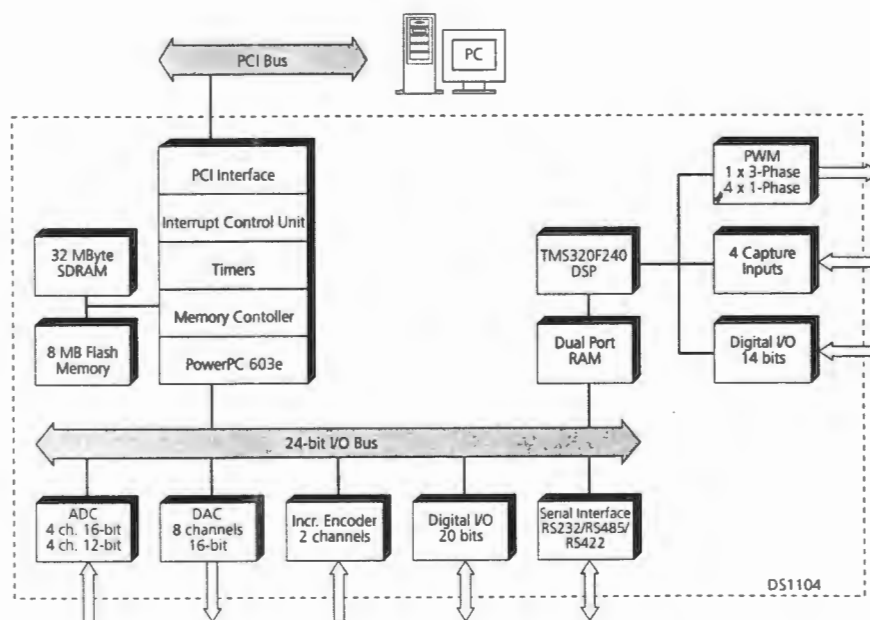 PCI Bus
PC
PCI Interface
Interrupt Control Unit
Timers
Memory Contoller
PowerPC 603e
32 MByte
SDRAM
8 MB Flash
Memory
TMS320F240
DSP
Dual Port
RAM
PWM
1 x 3-Phase
4 x 1-Phase
4 Capture
Inputs
Digital I/O
14 bits
24-bit I/O Bus
ADC
4 ch. 16-bit
4 ch. 12-bit
DAC
8 channels
16-bit
Incr. Encoder
2 channels
Digital I/O
20 bits
Serial Interface
RS232/RS485/
RS422
DS1104